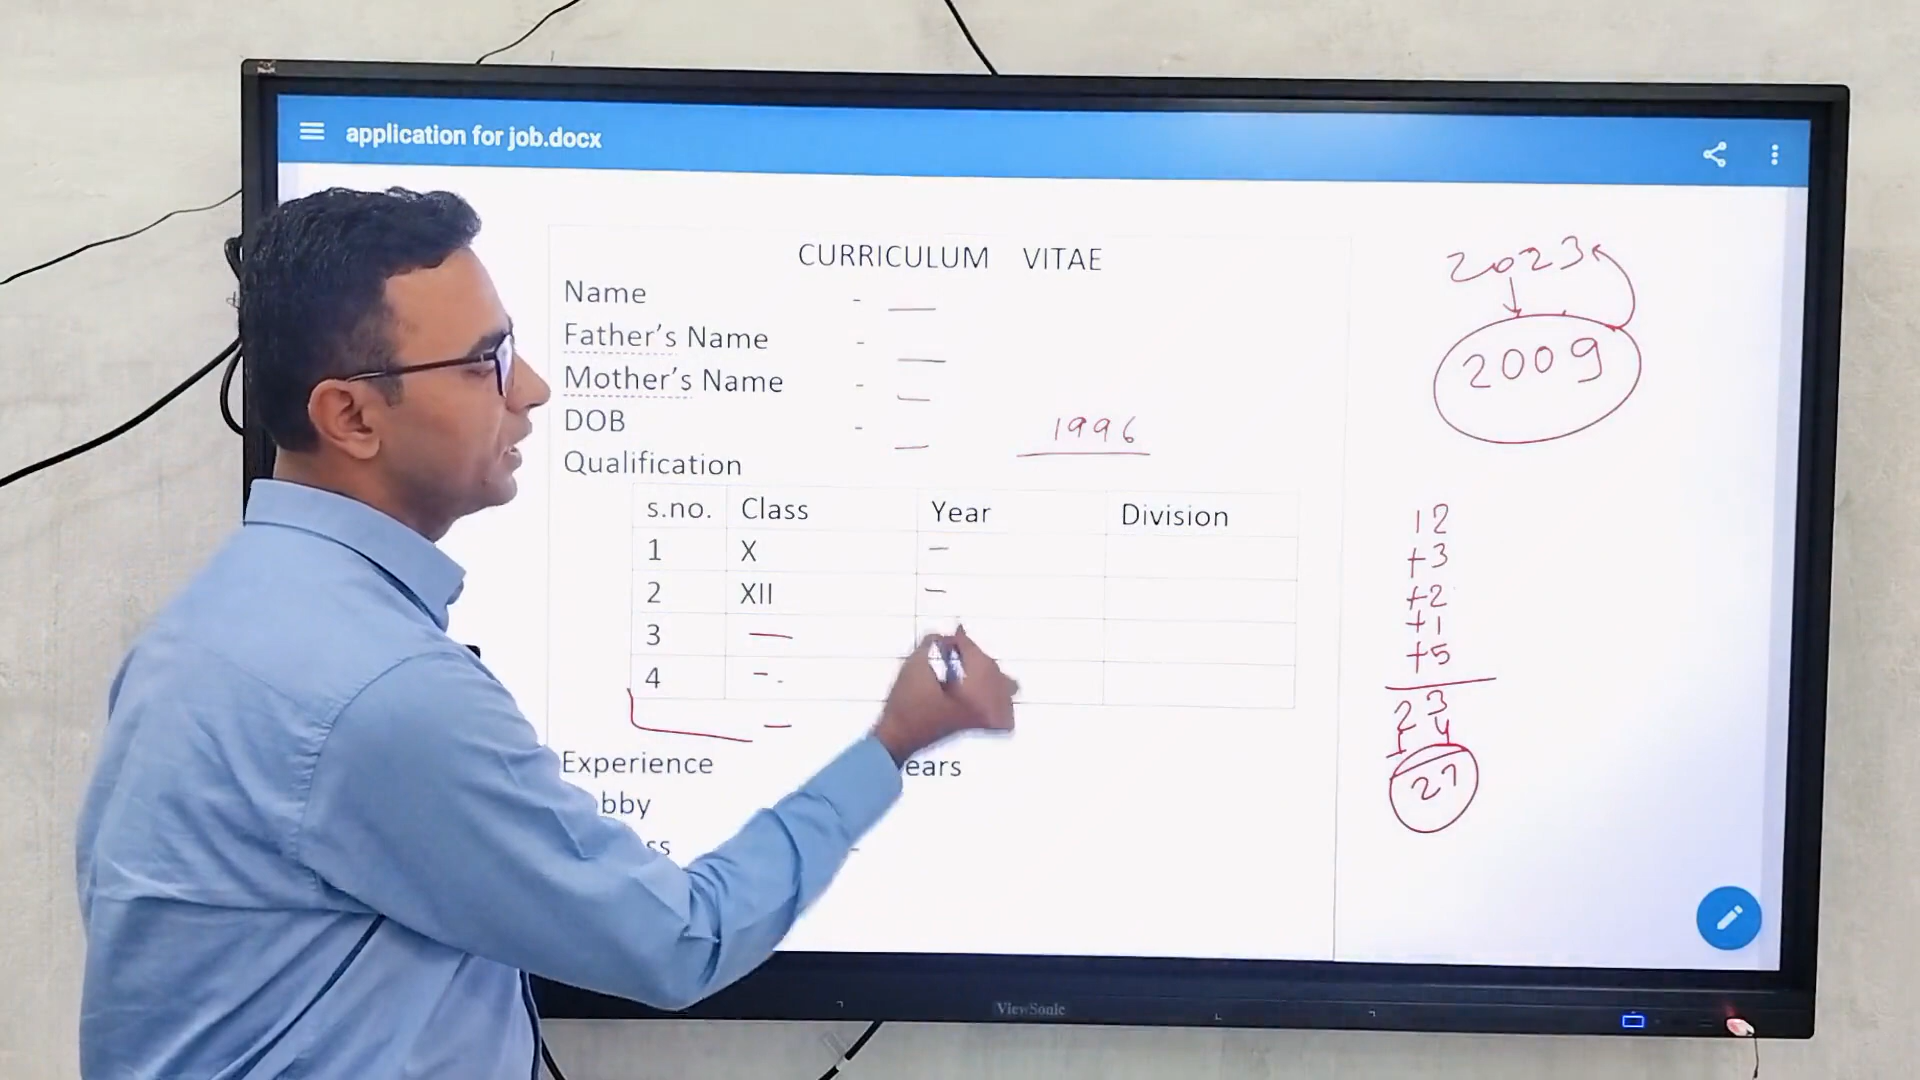 application for job.docx
CURRICULUM VITAE
Name -
Father's Name -
Mother's Name -
DOB - 1996
Qualification
s.no. Class Year Division
1 X
2 XII
3
4
Experience ears
bby
ss -
2023
2009
12
+3
+2
+1
+5
23
4
27
ViewSonic